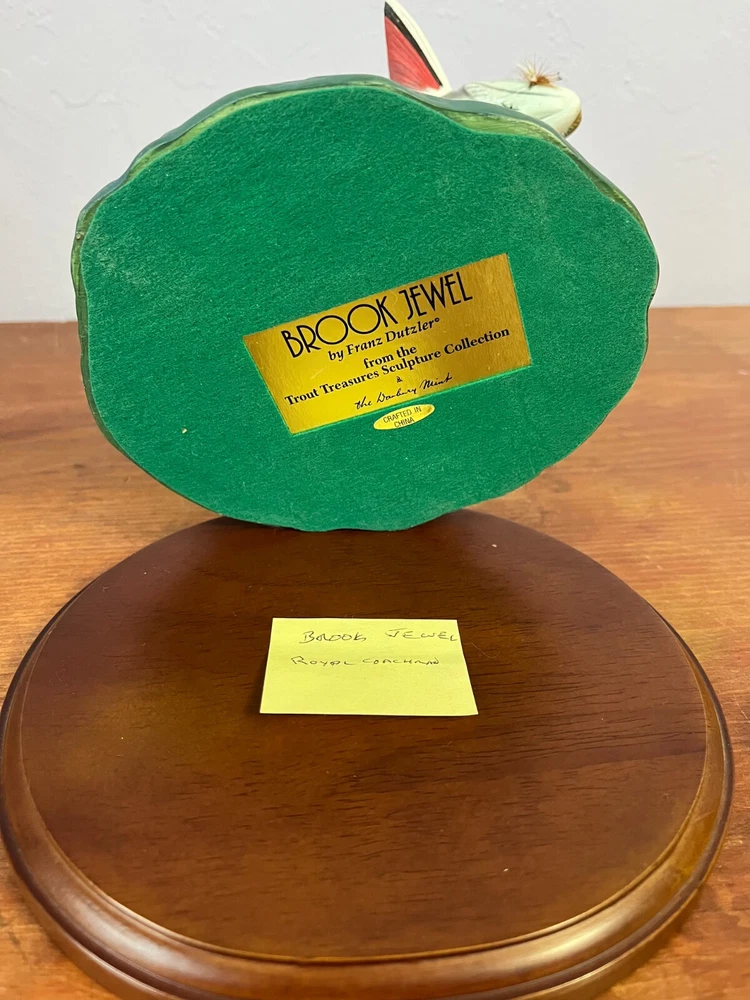 BROOK JEWEL
by Franz Dutzler®
from the
Trout Treasures Sculpture Collection
&
the Danbury Mint
CRAFTED IN
CHINA
BROOK JEWEL
ROYAL COACHMAN